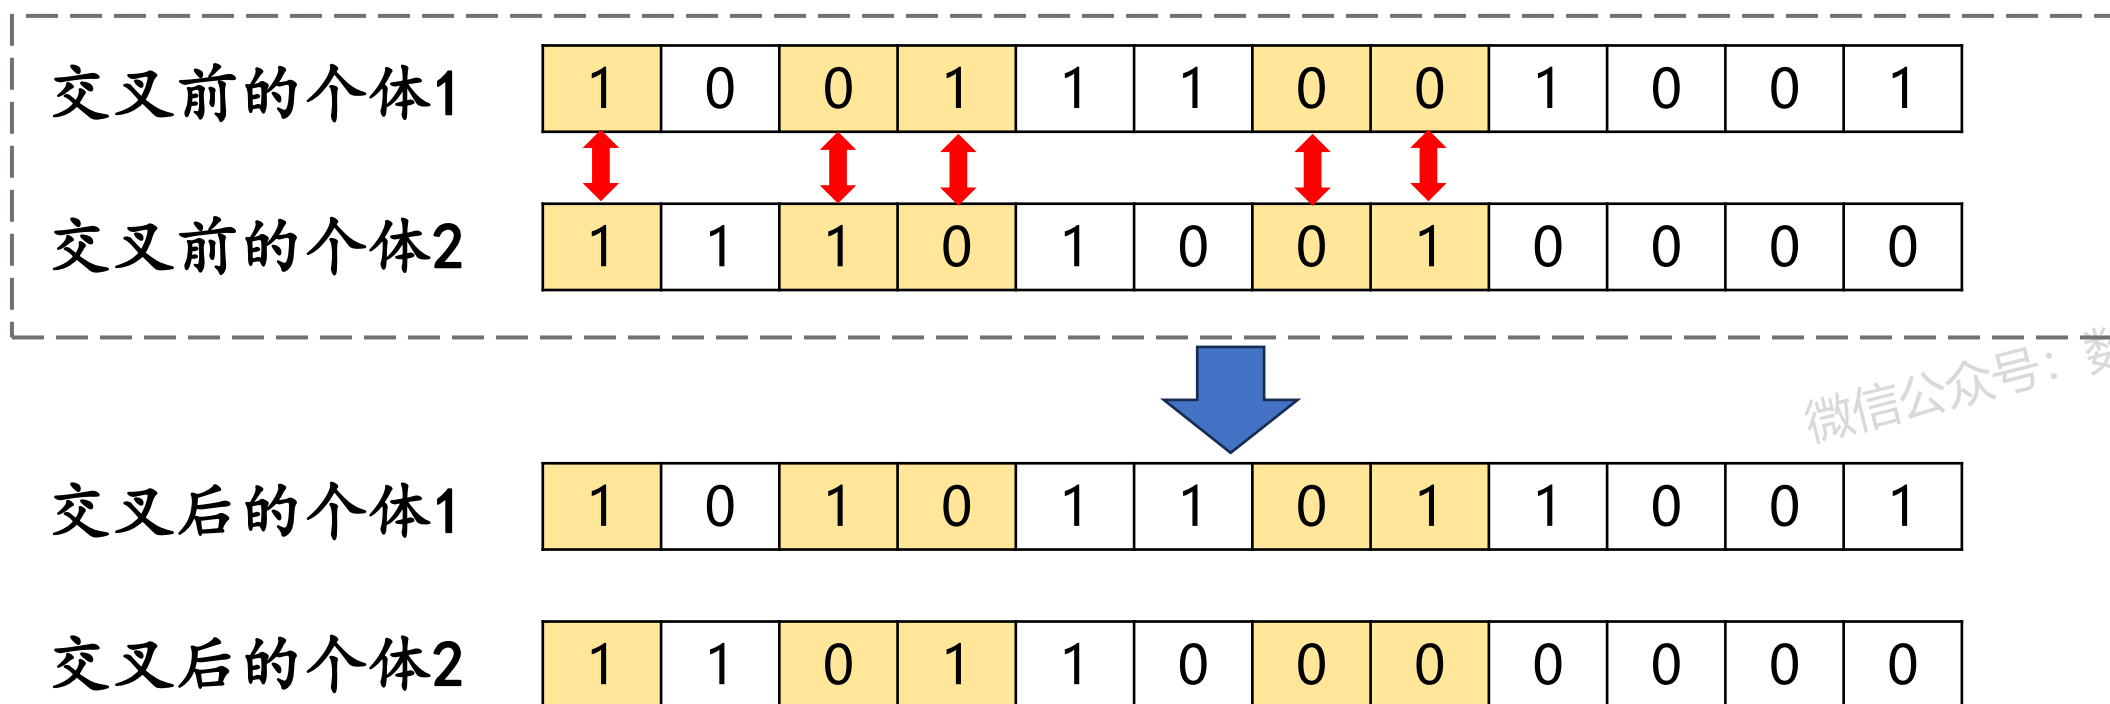 交叉前的个体1 1 0 0 1 1 1 0 0 1 0 0 1
交叉前的个体2 1 1 1 0 1 0 0 1 0 0 0 0
微信公众号：
交叉后的个体1 1 0 1 0 1 1 0 1 1 0 0 1
交叉后的个体2 1 1 0 1 1 0 0 0 0 0 0 0